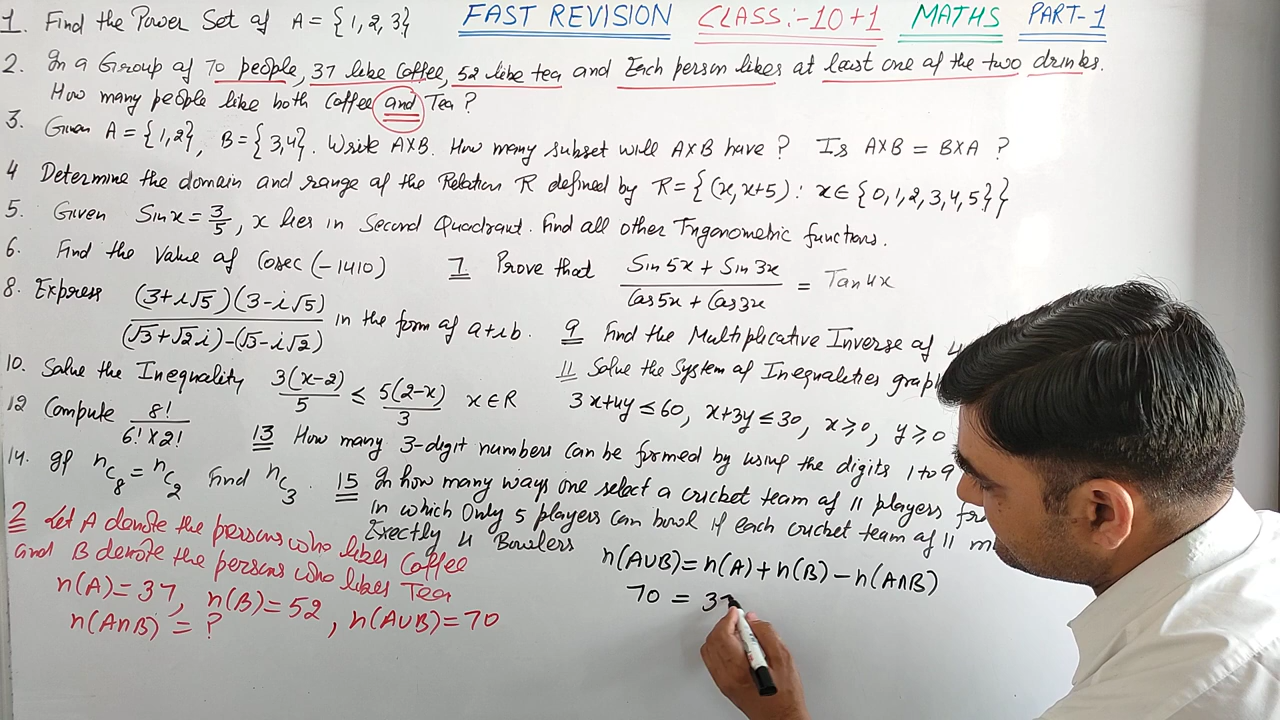 FAST REVISION CLASS:-10+1 MATHS PART-1
1. Find the Power Set of A = {1, 2, 3}
2. In a Group of 70 people, 37 like Coffee, 52 like tea and Each person likes at least one of the two drinks.
How many people like both Coffee and Tea ?
3. Given A = {1,2}, B = {3,4}. Write A×B. How many subset will A×B have ? Is A×B = B×A ?
4 Determine the domain and range of the Relation R defined by R = {(x, x+5) : x ∈ {0,1,2,3,4,5}}
5. Given Sinx = 3/5, x lies in Second Quadrant. Find all other Trigonometric functions.
6. Find the Value of Cosec (-1410) 7. Prove that (Sin 5x + Sin 3x)/(Cos 5x + Cos 3x) = Tan 4x
8. Express (3+i√5)(3-i√5)/((√3+√2i)-(√3-i√2)) in the form of a+ib. 9 Find the Multiplicative Inverse of 4
10. Solve the Inequality 3(x-2)/5 ≤ 5(2-x)/3 x ∈ R
11 Solve the System of Inequalities
3x+4y ≤ 60, x+3y ≤ 30, x ≥ 0, y ≥ 0
12 Compute 8!/(6! × 2!) 13 How many 3-digit numbers can be formed by using the digits 1 to 9
14. If nC8 = nC2 Find nC3. 15 In how many ways one select a cricket team of 11 players
in which Only 5 players can bowl if each cricket team of 11
Exectly 4 Bowlers
2 Let A denote the persons who likes Coffee
and B denote the persons who likes Tea
n(A) = 37, n(B) = 52, n(A∪B) = 70
n(A∩B) = ?
n(A∪B) = n(A) + n(B) - n(A∩B)
70 = 37